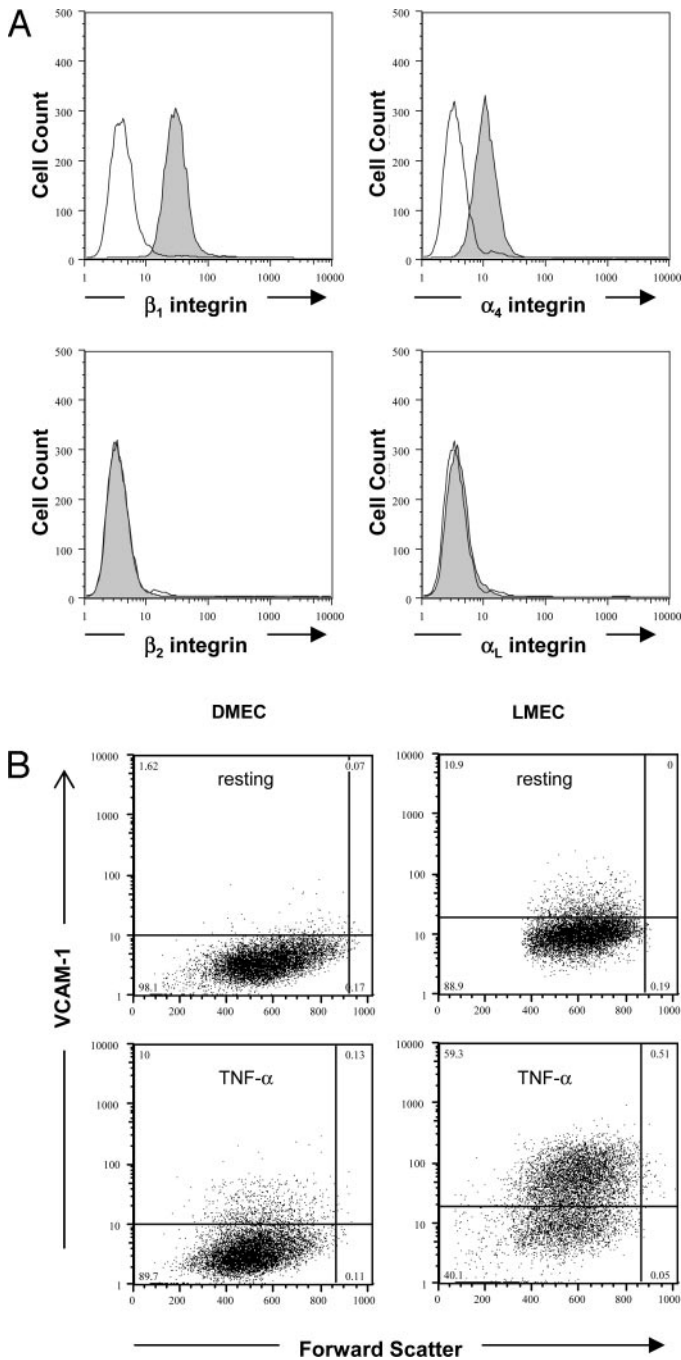 A
500
400
300
200
100
0
Cell Count
1 10 100 1000 10000
β1 integrin
500
400
300
200
100
0
Cell Count
1 10 100 1000 10000
α4 integrin
500
400
300
200
100
0
Cell Count
1 10 100 1000 10000
β2 integrin
500
400
300
200
100
0
Cell Count
1 10 100 1000 10000
αL integrin
DMEC
LMEC
B
VCAM-1
10000
1000
100
10
1
1.62 0.07
resting
98.1 0.17
0 200 400 600 800 1000
10000
1000
100
10
1
10.9 0
resting
88.9 0.19
0 200 400 600 800 1000
10000
1000
100
10
1
10 0.13
TNF-α
89.7 0.11
0 200 400 600 800 1000
10000
1000
100
10
1
59.3 0.51
TNF-α
40.1 0.05
0 200 400 600 800 1000
Forward Scatter